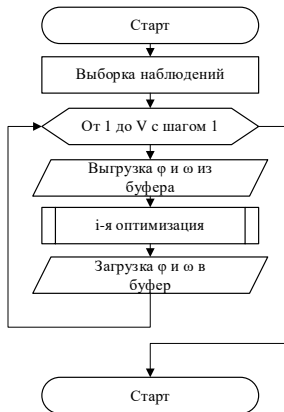 Старт
Выборка наблюдений
От 1 до V с шагом 1
Выгрузка φ и ω из
буфера
i-я оптимизация
Загрузка φ и ω в
буфер
Старт